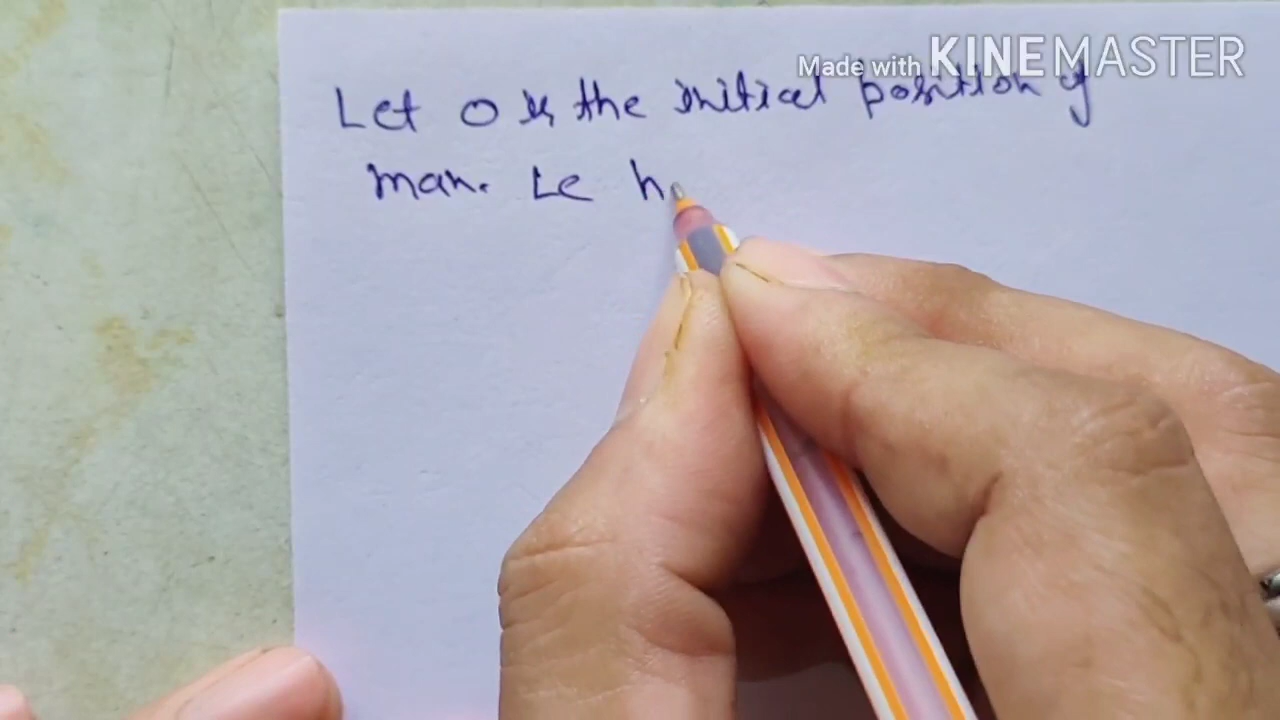 Made with KINEMASTER
Let O is the initial position of
man. Le h